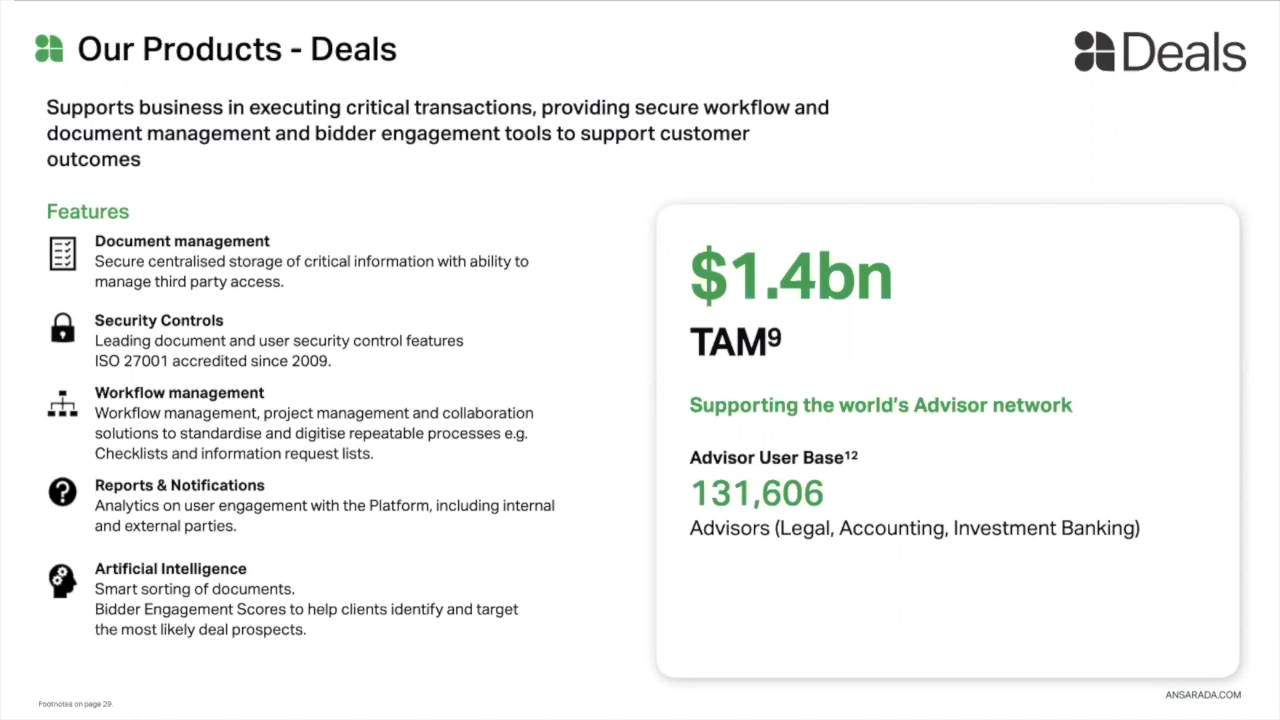 Our Products - Deals
Deals
Supports business in executing critical transactions, providing secure workflow and
document management and bidder engagement tools to support customer
outcomes
Features
Document management
Secure centralised storage of critical information with ability to
manage third party access.
Security Controls
Leading document and user security control features
ISO 27001 accredited since 2009.
Workflow management
Workflow management, project management and collaboration
solutions to standardise and digitise repeatable processes e.g.
Checklists and information request lists.
Reports & Notifications
Analytics on user engagement with the Platform, including internal
and external parties.
Artificial Intelligence
Smart sorting of documents.
Bidder Engagement Scores to help clients identify and target
the most likely deal prospects.
$1.4bn
TAM⁹
Supporting the world's Advisor network
Advisor User Base¹²
131,606
Advisors (Legal, Accounting, Investment Banking)
Footnotes on page 29.
ANSARADA.COM